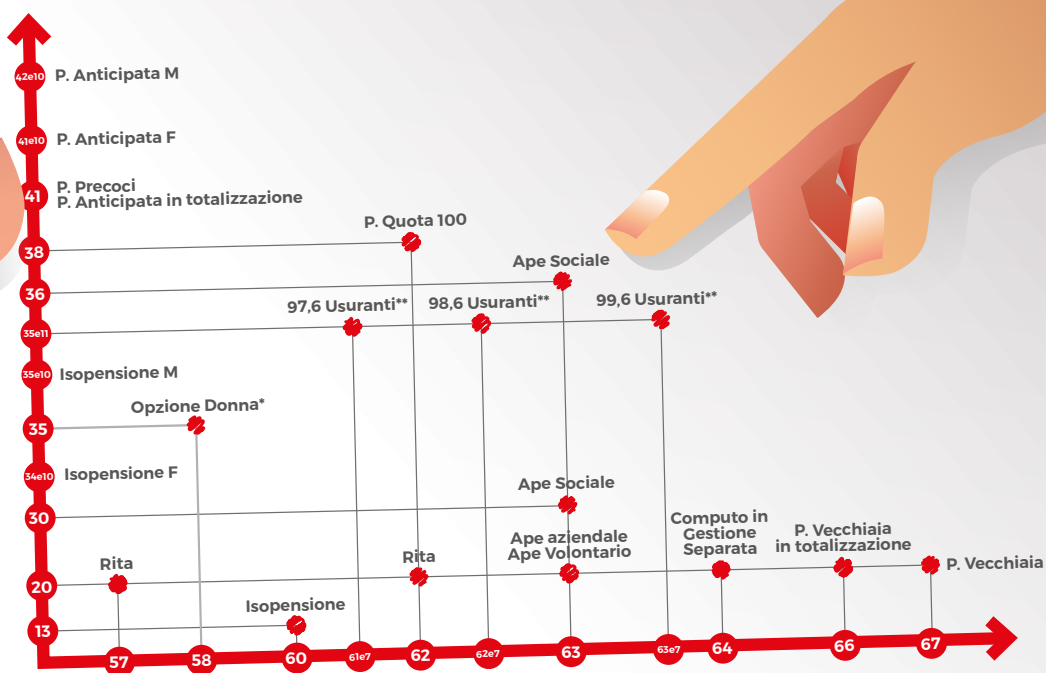 42e10
P. Anticipata M
41e10
P. Anticipata F
41
P. Precoci
P. Anticipata in totalizzazione
P. Quota 100
38
Ape Sociale
36
97,6 Usuranti**
98,6 Usuranti**
99,6 Usuranti**
35e11
35e10
Isopensione M
Opzione Donna*
35
34e10
Isopensione F
Ape Sociale
30
Computo in
Gestione
Separata
P. Vecchiaia
in totalizzazione
Ape aziendale
Ape Volontario
Rita
Rita
P. Vecchiaia
20
Isopensione
13
57
58
60
61e7
62
62e7
63
63e7
64
66
67